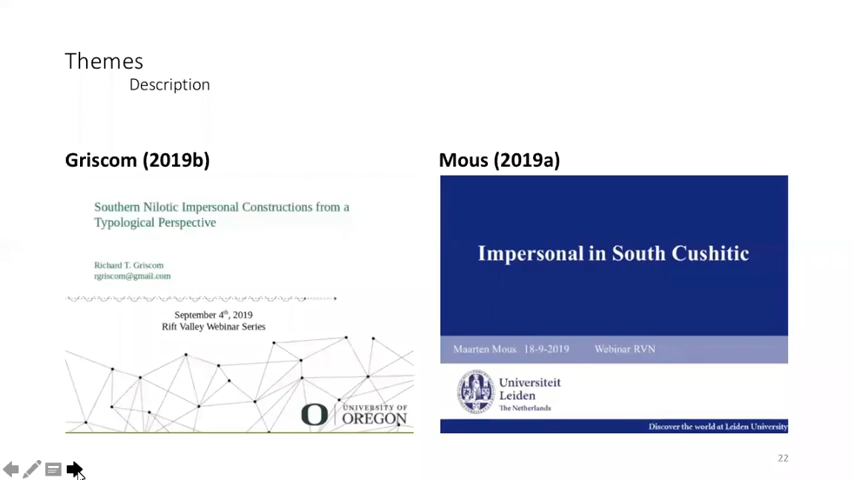 Themes
Description
Griscom (2019b)
Southern Nilotic Impersonal Constructions from a
Typological Perspective
Richard T. Griscom
rgriscom@gmail.com
September 4th, 2019
Rift Valley Webinar Series
O UNIVERSITY OF
OREGON
Mous (2019a)
Impersonal in South Cushitic
Maarten Mous 18-9-2019 Webinar RVN
Universiteit
Leiden
The Netherlands
Discover the world at Leiden University
22